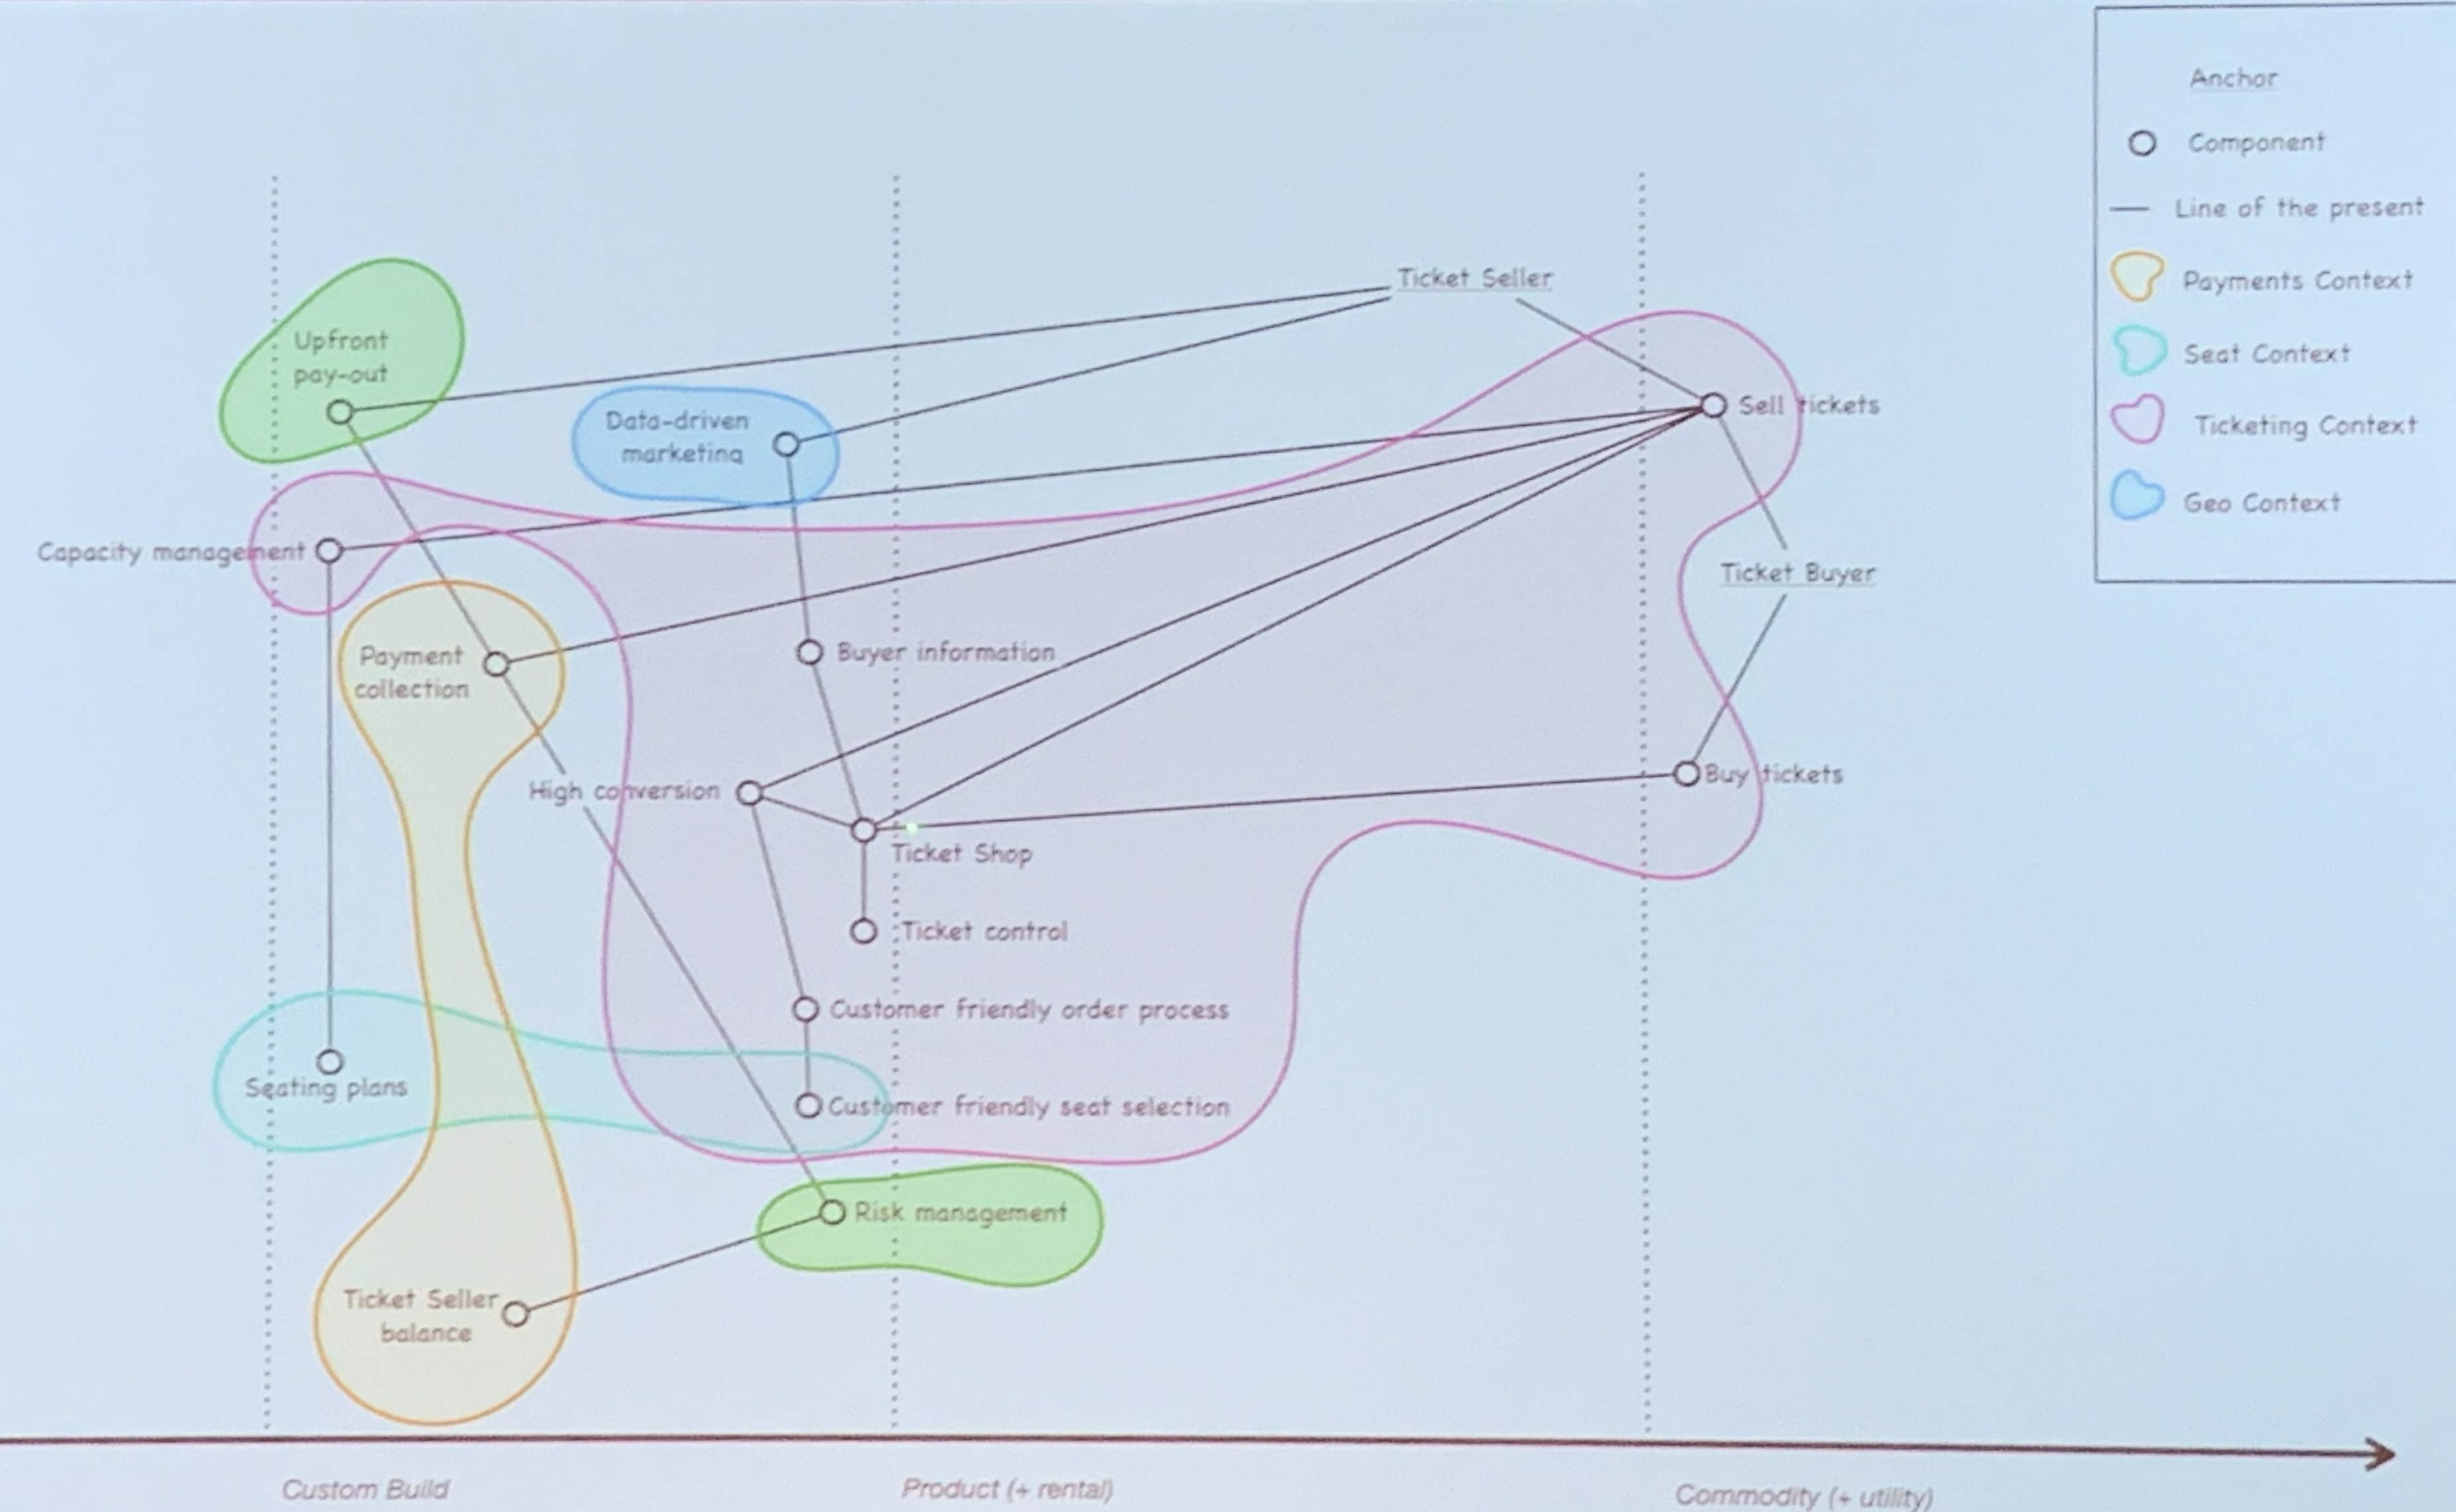 Anchor
Component
Line of the present
Payments Context
Seat Context
Ticketing Context
Geo Context
Ticket Seller
Upfront
pay-out
Data-driven
marketing
Sell tickets
Capacity management
Ticket Buyer
Payment
collection
Buyer information
High conversion
Buy tickets
Ticket Shop
Ticket control
Customer friendly order process
Seating plans
Customer friendly seat selection
Risk management
Ticket Seller
balance
Custom Build
Product (+ rental)
Commodity (+ utility)